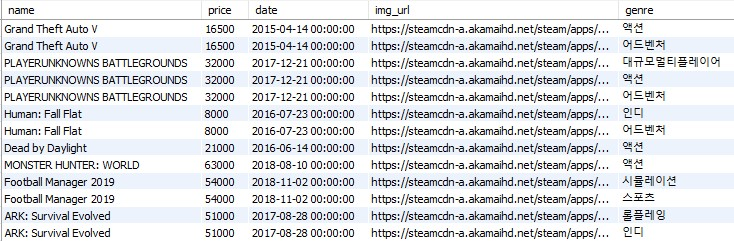 name price date img_url genre
Grand Theft Auto V 16500 2015-04-14 00:00:00 https://steamcdn-a.akamaihd.net/steam/apps/... 액션
Grand Theft Auto V 16500 2015-04-14 00:00:00 https://steamcdn-a.akamaihd.net/steam/apps/... 어드벤처
PLAYERUNKNOWNS BATTLEGROUNDS 32000 2017-12-21 00:00:00 https://steamcdn-a.akamaihd.net/steam/apps/... 대규모멀티플레이어
PLAYERUNKNOWNS BATTLEGROUNDS 32000 2017-12-21 00:00:00 https://steamcdn-a.akamaihd.net/steam/apps/... 액션
PLAYERUNKNOWNS BATTLEGROUNDS 32000 2017-12-21 00:00:00 https://steamcdn-a.akamaihd.net/steam/apps/... 어드벤처
Human: Fall Flat 8000 2016-07-23 00:00:00 https://steamcdn-a.akamaihd.net/steam/apps/... 인디
Human: Fall Flat 8000 2016-07-23 00:00:00 https://steamcdn-a.akamaihd.net/steam/apps/... 어드벤처
Dead by Daylight 21000 2016-06-14 00:00:00 https://steamcdn-a.akamaihd.net/steam/apps/... 액션
MONSTER HUNTER: WORLD 63000 2018-08-10 00:00:00 https://steamcdn-a.akamaihd.net/steam/apps/... 액션
Football Manager 2019 54000 2018-11-02 00:00:00 https://steamcdn-a.akamaihd.net/steam/apps/... 시뮬레이션
Football Manager 2019 54000 2018-11-02 00:00:00 https://steamcdn-a.akamaihd.net/steam/apps/... 스포츠
ARK: Survival Evolved 51000 2017-08-28 00:00:00 https://steamcdn-a.akamaihd.net/steam/apps/... 롤플레잉
ARK: Survival Evolved 51000 2017-08-28 00:00:00 https://steamcdn-a.akamaihd.net/steam/apps/... 인디